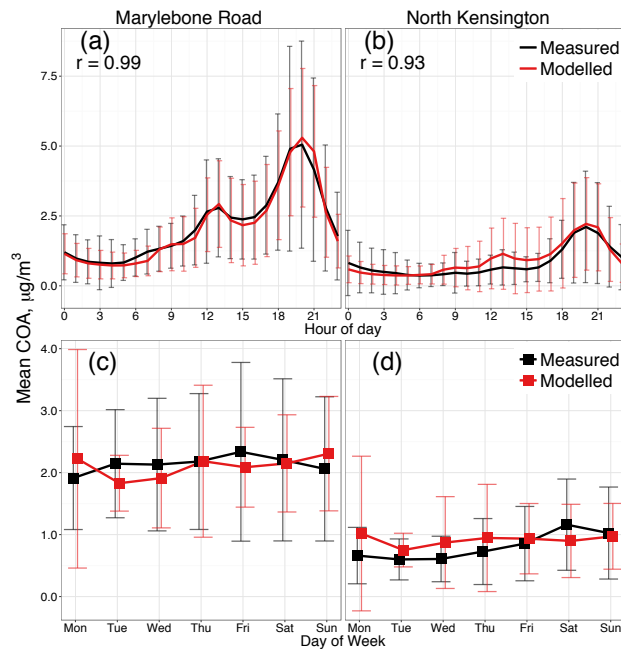 Marylebone Road
North Kensington
(a)
r = 0.99
(b)
r = 0.93
Measured
Modelled
7.5
5.0
2.5
0.0
0 3 6 9 12 15 18 21
0 3 6 9 12 15 18 21
Hour of day
Mean COA, μg/m³
(c)
(d)
Measured
Modelled
4.0
3.0
2.0
1.0
0.0
Mon Tue Wed Thu Fri Sat Sun
Mon Tue Wed Thu Fri Sat Sun
Day of Week